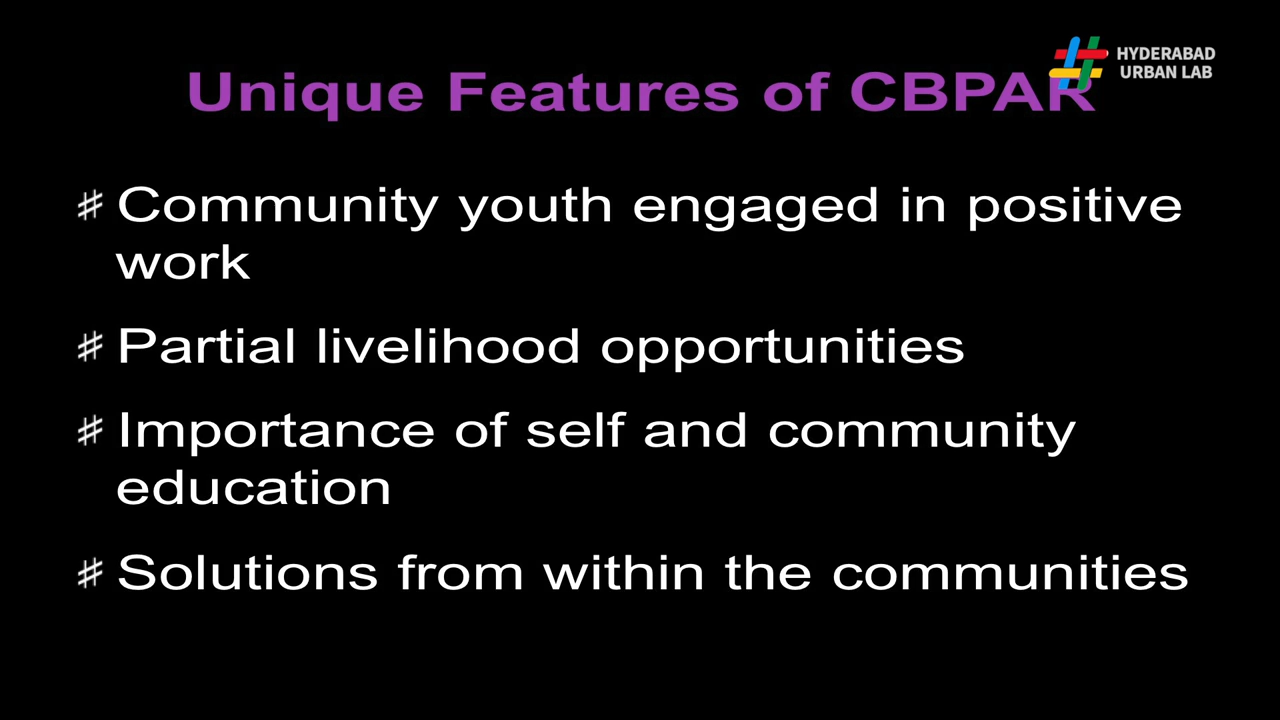 HYDERABAD
URBAN LAB
Unique Features of CBPAR
Community youth engaged in positive
work
Partial livelihood opportunities
Importance of self and community
education
Solutions from within the communities